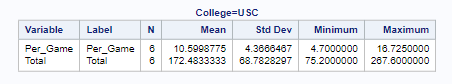 College=USC
Variable Label N Mean Std Dev Minimum Maximum
Per_Game Per_Game 6 10.5998775 4.3666467 4.7000000 16.7250000
Total Total 6 172.4833333 68.7828297 75.2000000 267.6000000